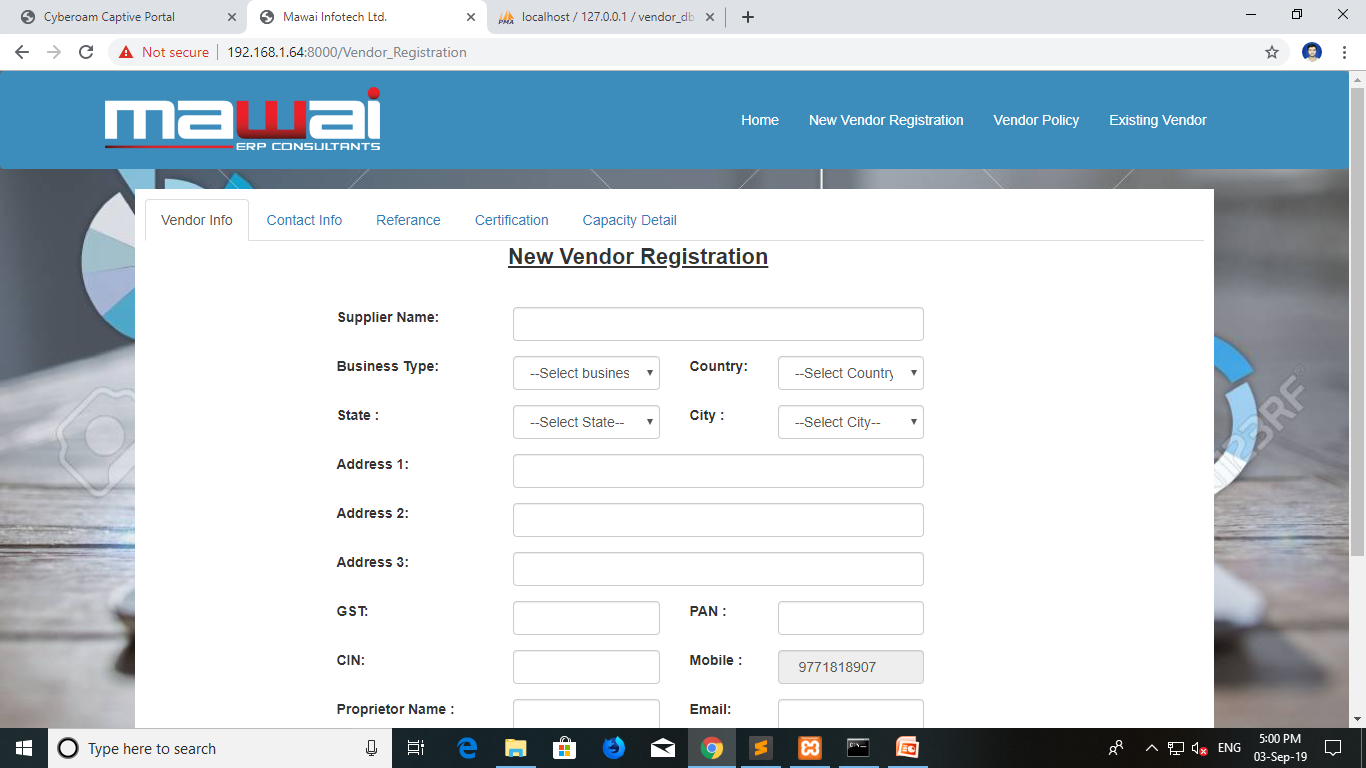 Cyberoam Captive Portal
Mawai Infotech Ltd.
localhost / 127.0.0.1 / vendor_db
Not secure
192.168.1.64:8000/Vendor_Registration
mawai
ERP CONSULTANTS
Home
New Vendor Registration
Vendor Policy
Existing Vendor
Vendor Info
Contact Info
Referance
Certification
Capacity Detail
New Vendor Registration
Supplier Name:
Business Type:
--Select busines
Country:
--Select Country
State :
--Select State--
City :
--Select City--
Address 1:
Address 2:
Address 3:
GST:
PAN :
CIN:
Mobile :
9771818907
Proprietor Name :
Email:
Type here to search
ENG
5:00 PM
03-Sep-19